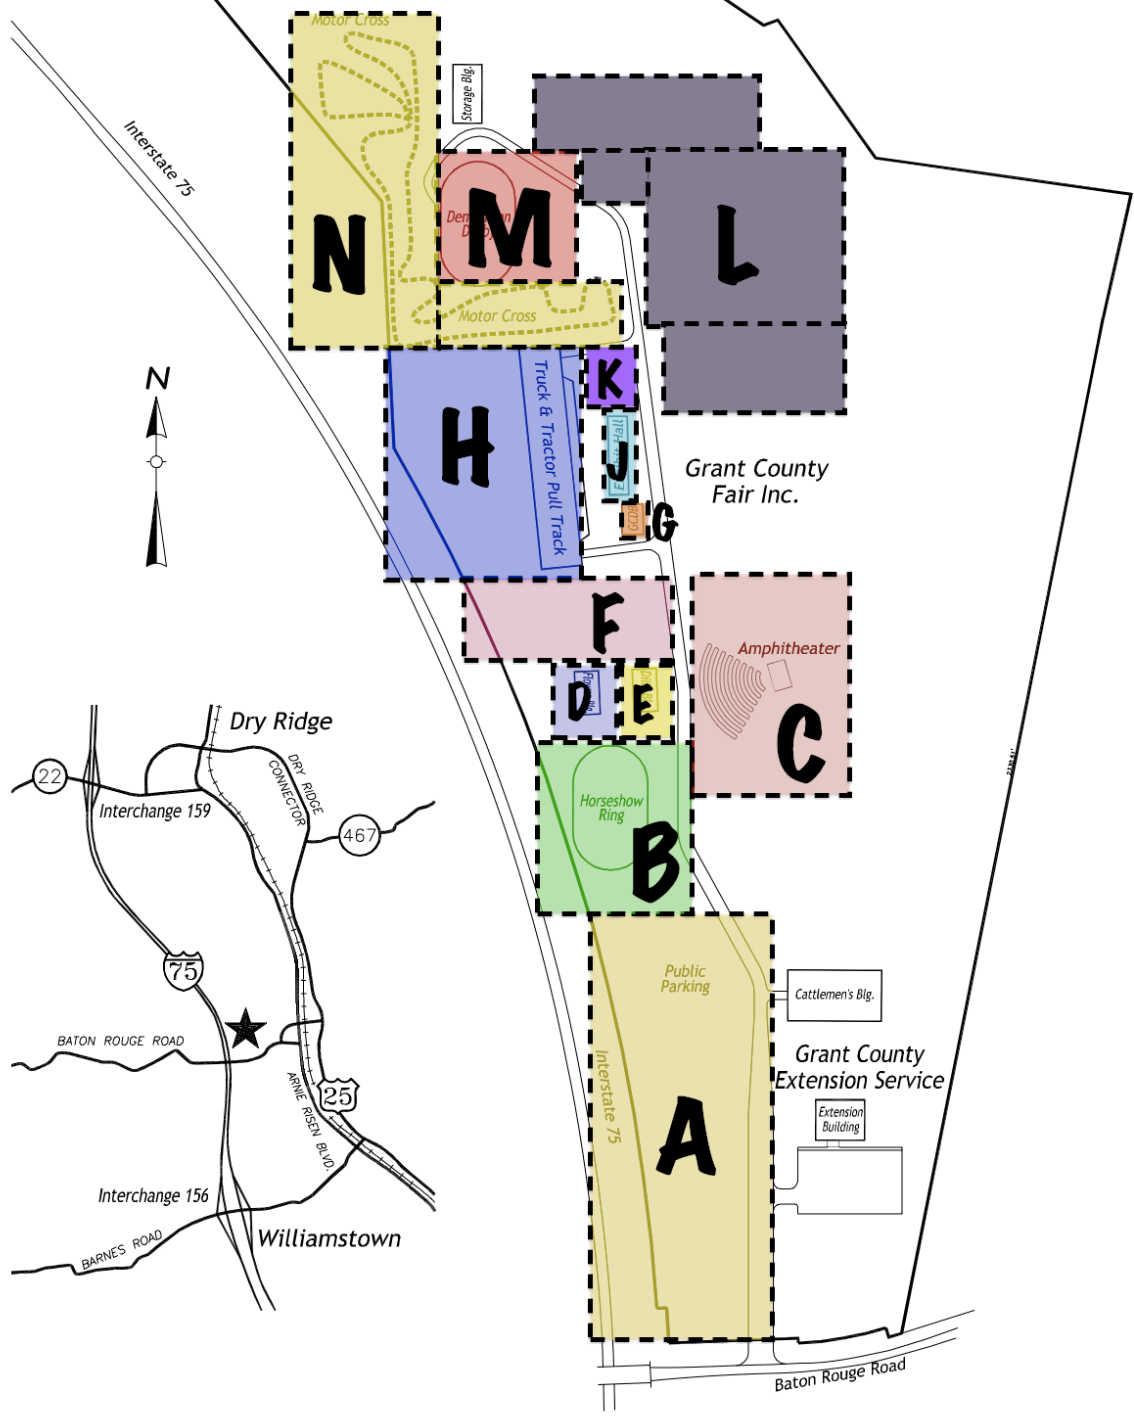 Motor Cross
Storage Blg.
Interstate 75
N
M
L
Motor Cross
N
K
Truck & Tractor Pull Track
H
J
Grant County
Fair Inc.
G
F
Amphitheater
D
E
C
Dry Ridge
22
DRY RIDGE
CONNECTOR
Interchange 159
467
Horseshow
Ring
B
75
Public
Parking
Cattlemen's Blg.
BATON ROUGE ROAD
Grant County
Extension Service
Interstate 75
25
ARNIE RISEN BLVD.
Extension
Building
A
Interchange 156
BARNES ROAD
Williamstown
Baton Rouge Road